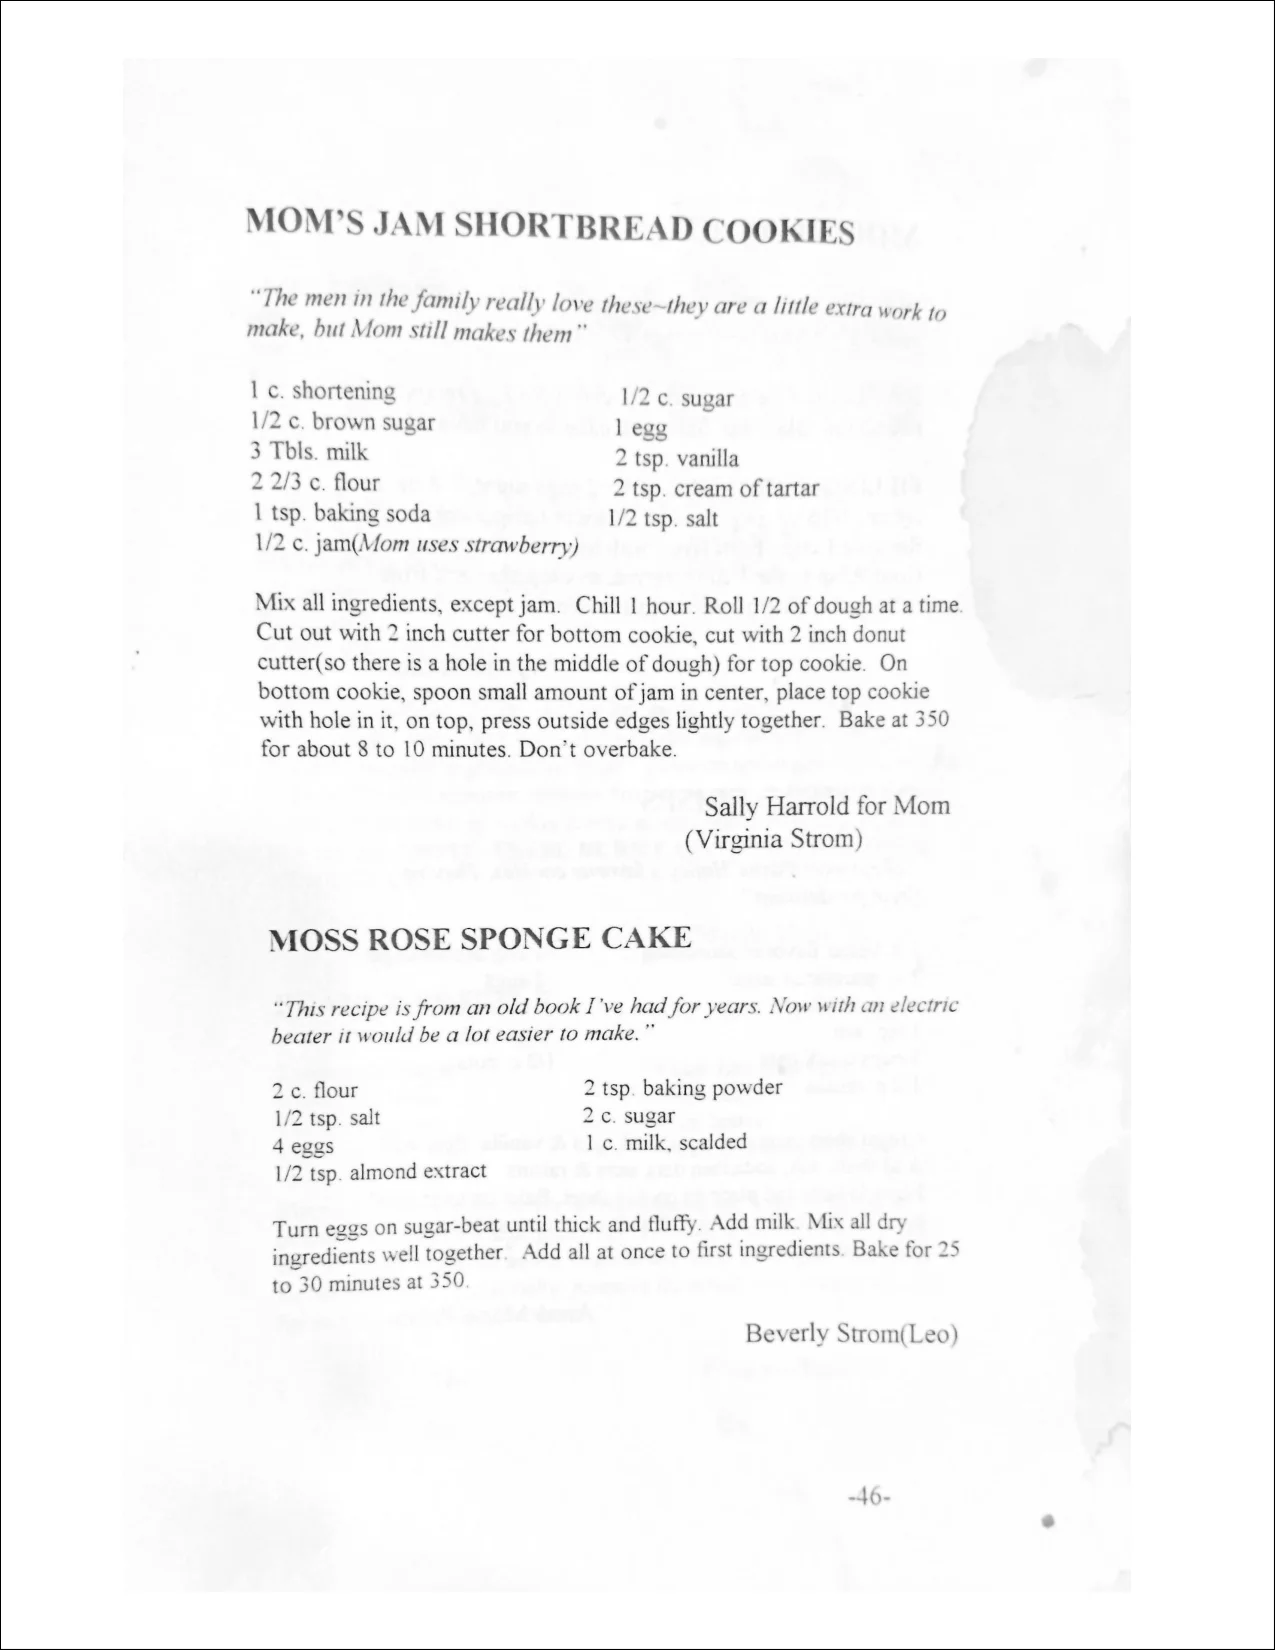 MOM'S JAM SHORTBREAD COOKIES
"The men in the family really love these~they are a little extra work to
make, but Mom still makes them"
1 c. shortening 1/2 c. sugar
1/2 c. brown sugar 1 egg
3 Tbls. milk 2 tsp. vanilla
2 2/3 c. flour 2 tsp. cream of tartar
1 tsp. baking soda 1/2 tsp. salt
1/2 c. jam(Mom uses strawberry)
Mix all ingredients, except jam. Chill 1 hour. Roll 1/2 of dough at a time.
Cut out with 2 inch cutter for bottom cookie, cut with 2 inch donut
cutter(so there is a hole in the middle of dough) for top cookie. On
bottom cookie, spoon small amount of jam in center, place top cookie
with hole in it, on top, press outside edges lightly together. Bake at 350
for about 8 to 10 minutes. Don't overbake.
Sally Harrold for Mom
(Virginia Strom)
MOSS ROSE SPONGE CAKE
"This recipe is from an old book I've had for years. Now with an electric
beater it would be a lot easier to make."
2 c. flour 2 tsp. baking powder
1/2 tsp. salt 2 c. sugar
4 eggs 1 c. milk, scalded
1/2 tsp. almond extract
Turn eggs on sugar-beat until thick and fluffy. Add milk. Mix all dry
ingredients well together. Add all at once to first ingredients. Bake for 25
to 30 minutes at 350.
Beverly Strom(Leo)
-46-